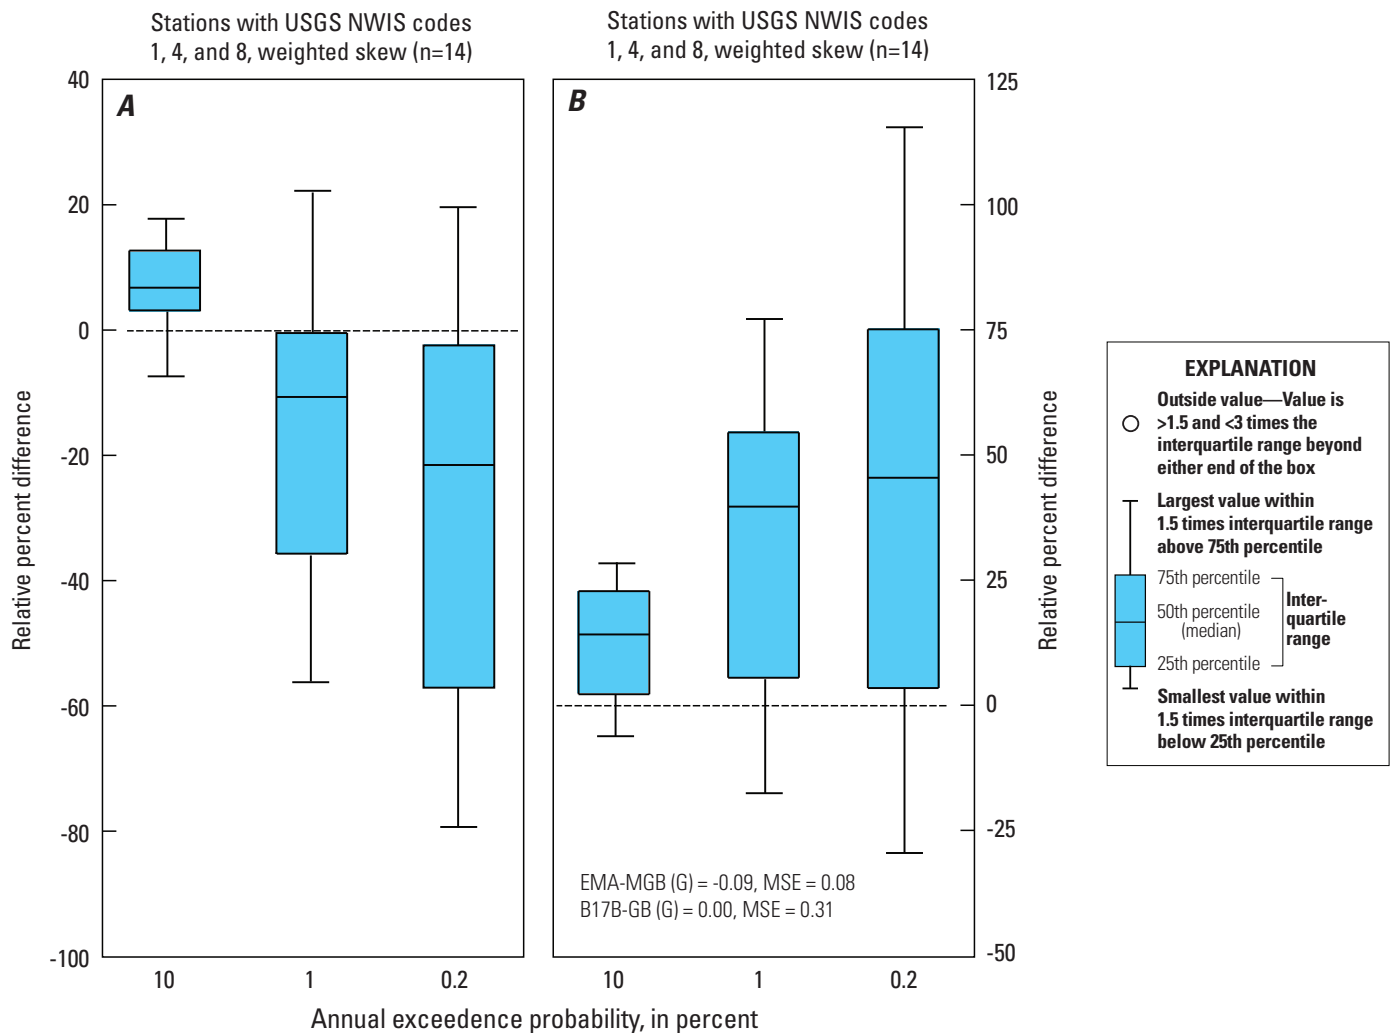 Stations with USGS NWIS codes
1, 4, and 8, weighted skew (n=14)
Stations with USGS NWIS codes
1, 4, and 8, weighted skew (n=14)
A
40
20
0
-20
-40
-60
-80
-100
Relative percent difference
10
1
0.2
B
125
100
75
50
25
0
-25
-50
Relative percent difference
EMA-MGB (G) = -0.09, MSE = 0.08
B17B-GB (G) = 0.00, MSE = 0.31
10
1
0.2
Annual exceedence probability, in percent
EXPLANATION
Outside value—Value is
>1.5 and <3 times the
interquartile range beyond
either end of the box
Largest value within
1.5 times interquartile range
above 75th percentile
75th percentile
50th percentile
(median)
25th percentile
Inter-
quartile
range
Smallest value within
1.5 times interquartile range
below 25th percentile